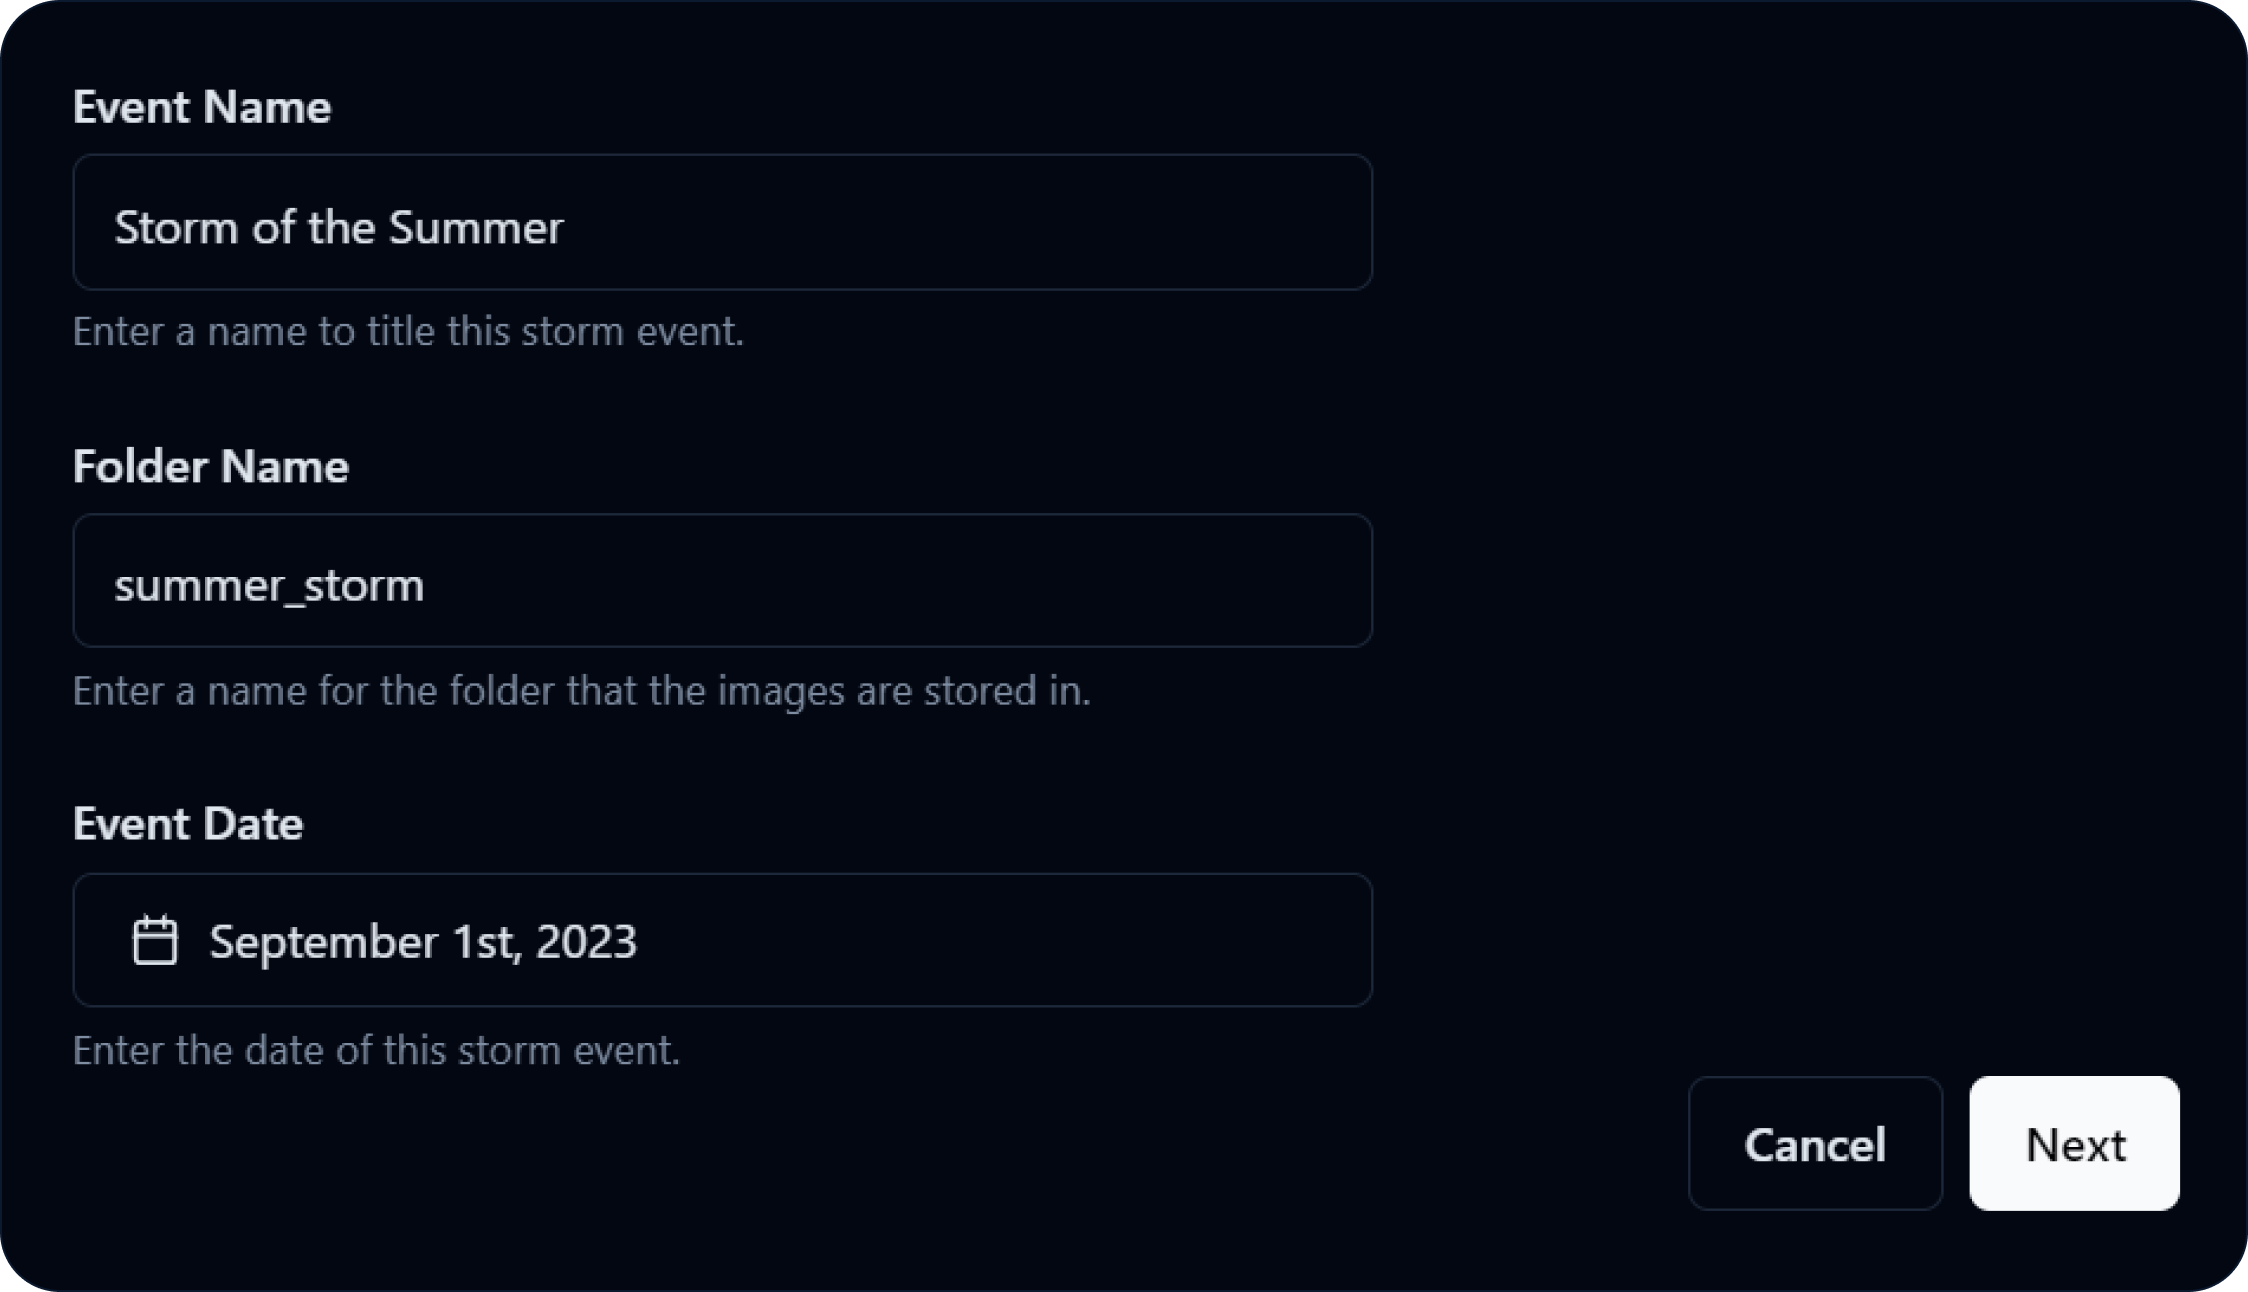 Event Name
Storm of the Summer
Enter a name to title this storm event.
Folder Name
summer_storm
Enter a name for the folder that the images are stored in.
Event Date
September 1st, 2023
Enter the date of this storm event.
Cancel Next